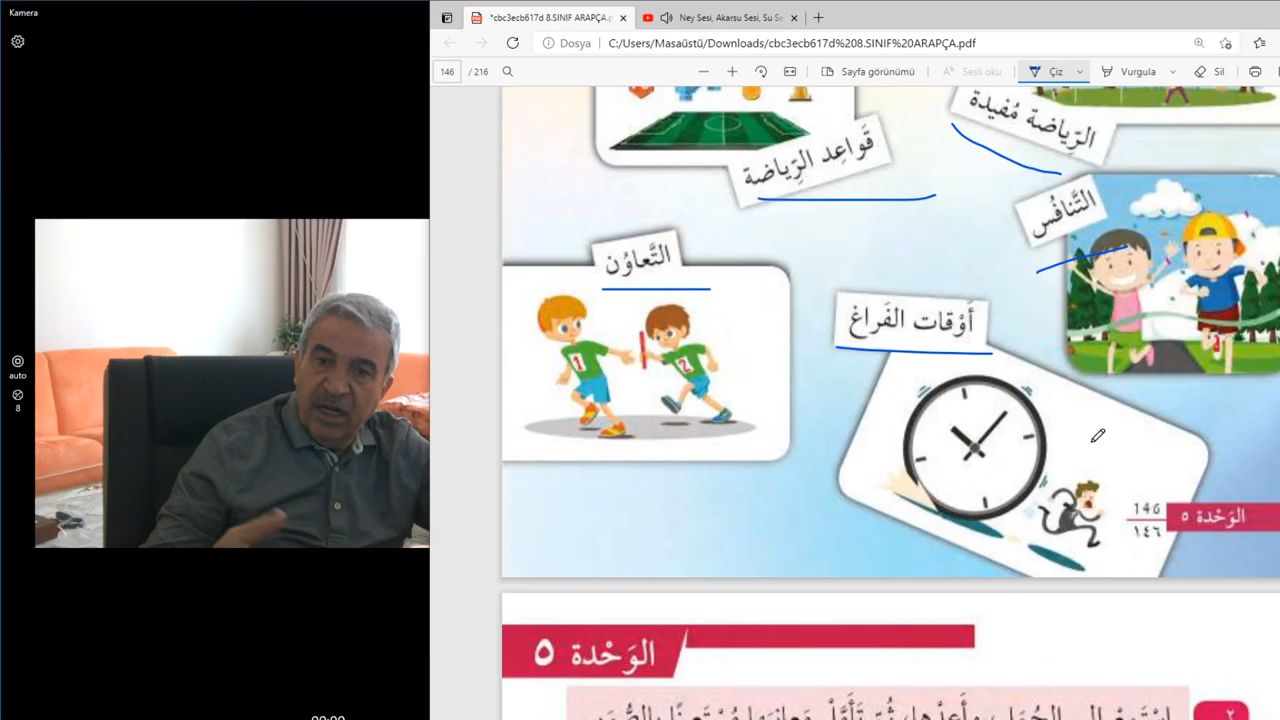 Kamera
*cbc3ecb617d 8.SINIF ARAPÇA.p
Ney Sesi, Akarsu Sesi, Su Se
Dosya
C:/Users/Masaüstü/Downloads/cbc3ecb617d%208.SINIF%20ARAPÇA.pdf
146 / 216
Sayfa görünümü
Sesli oku
Çiz
Vurgula
Sil
الرِّياضة مُفيدة
قَواعِد الرِّياضة
التَّنافُس
التَّعاوُن
أَوْقات الفَراغ
1
2
auto
8
146
١٤٦
الوَحْدة ٥
الوَحْدة ٥